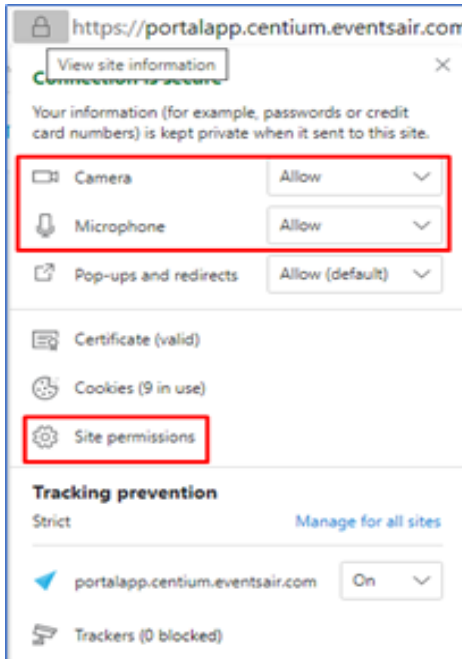 https://portalapp.centium.eventsair.com
View site information
Connection is secure
Your information (for example, passwords or credit
card numbers) is kept private when it sent to this site.
Camera Allow
Microphone Allow
Pop-ups and redirects Allow (default)
Certificate (valid)
Cookies (9 in use)
Site permissions
Tracking prevention
Strict Manage for all sites
portalapp.centium.eventsair.com On
Trackers (0 blocked)